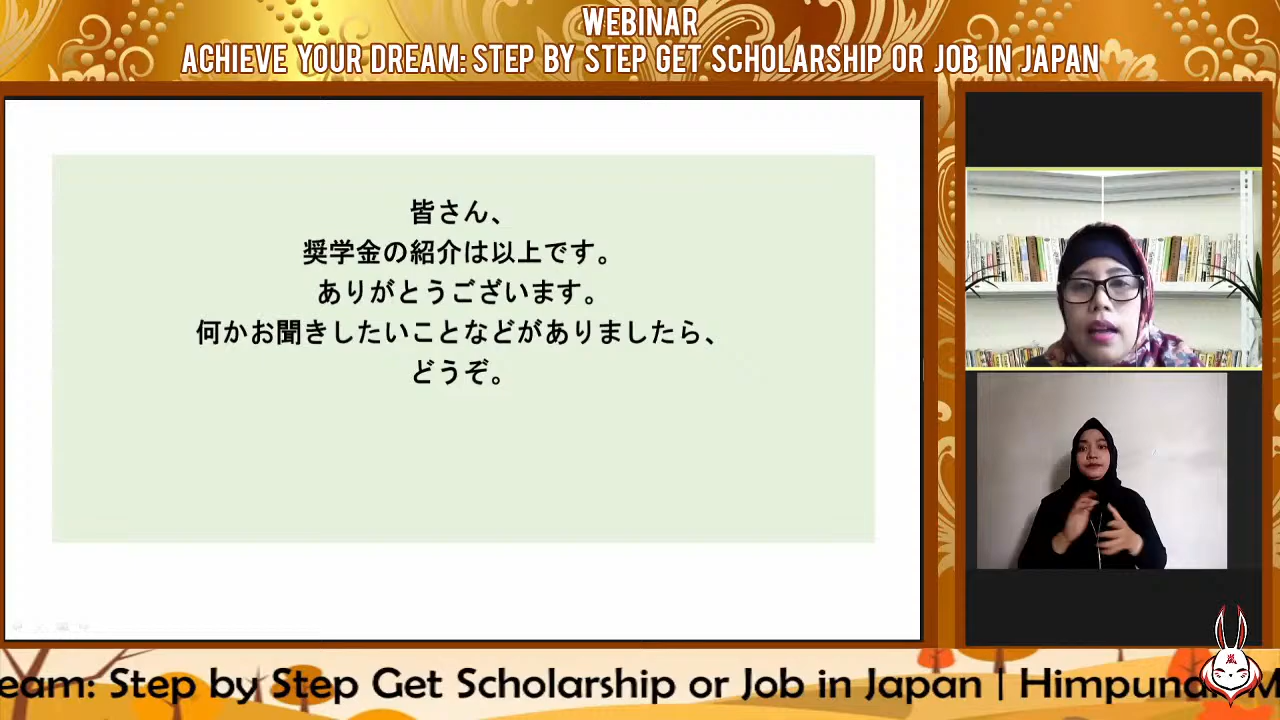 WEBINAR
ACHIEVE YOUR DREAM: STEP BY STEP GET SCHOLARSHIP OR JOB IN JAPAN
皆さん、
奨学金の紹介は以上です。
ありがとうございます。
何かお聞きしたいことなどがありましたら、
どうぞ。
eam: Step by Step Get Scholarship or Job in Japan | Himpunan M